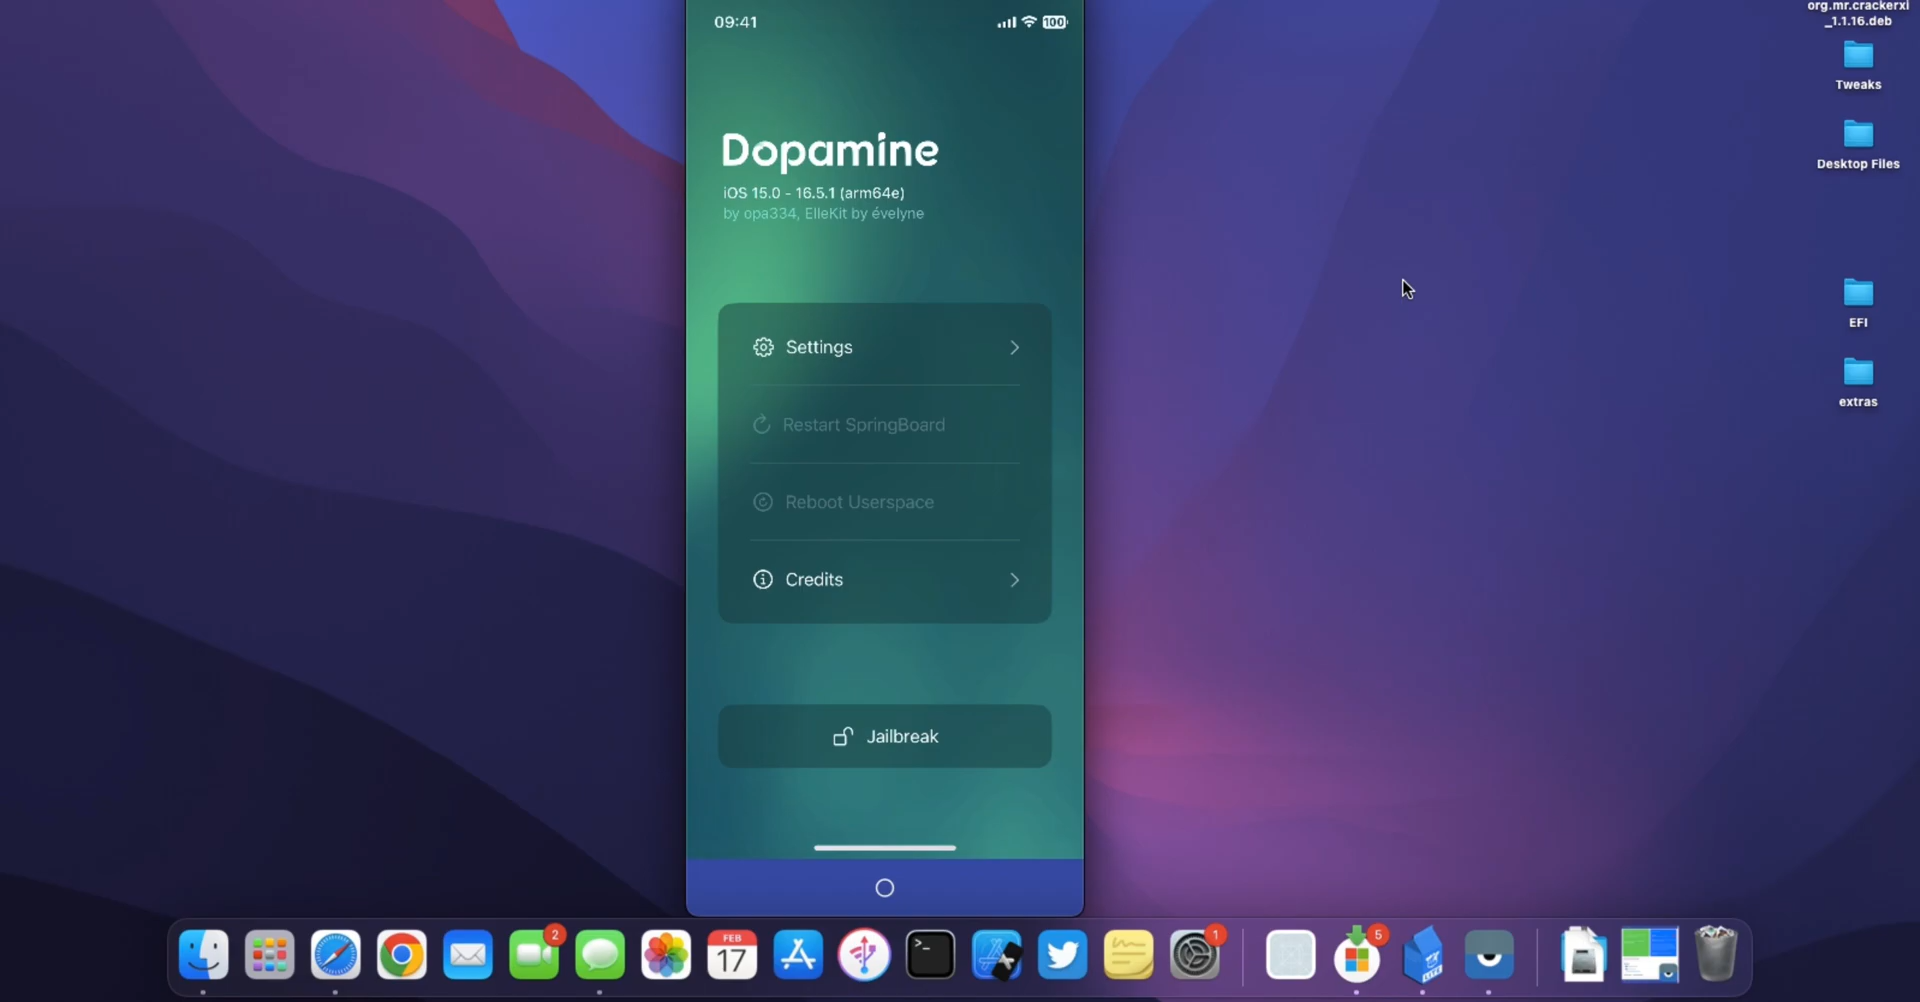 09:41
100
Dopamine
iOS 15.0 - 16.5.1 (arm64e)
by opa334, ElleKit by évelyne
Settings
Restart SpringBoard
Reboot Userspace
Credits
Jailbreak
org.mr.crackerxi
_1.1.16.deb
Tweaks
Desktop Files
EFI
extras
2
FEB
17
>_
1
5
LITE